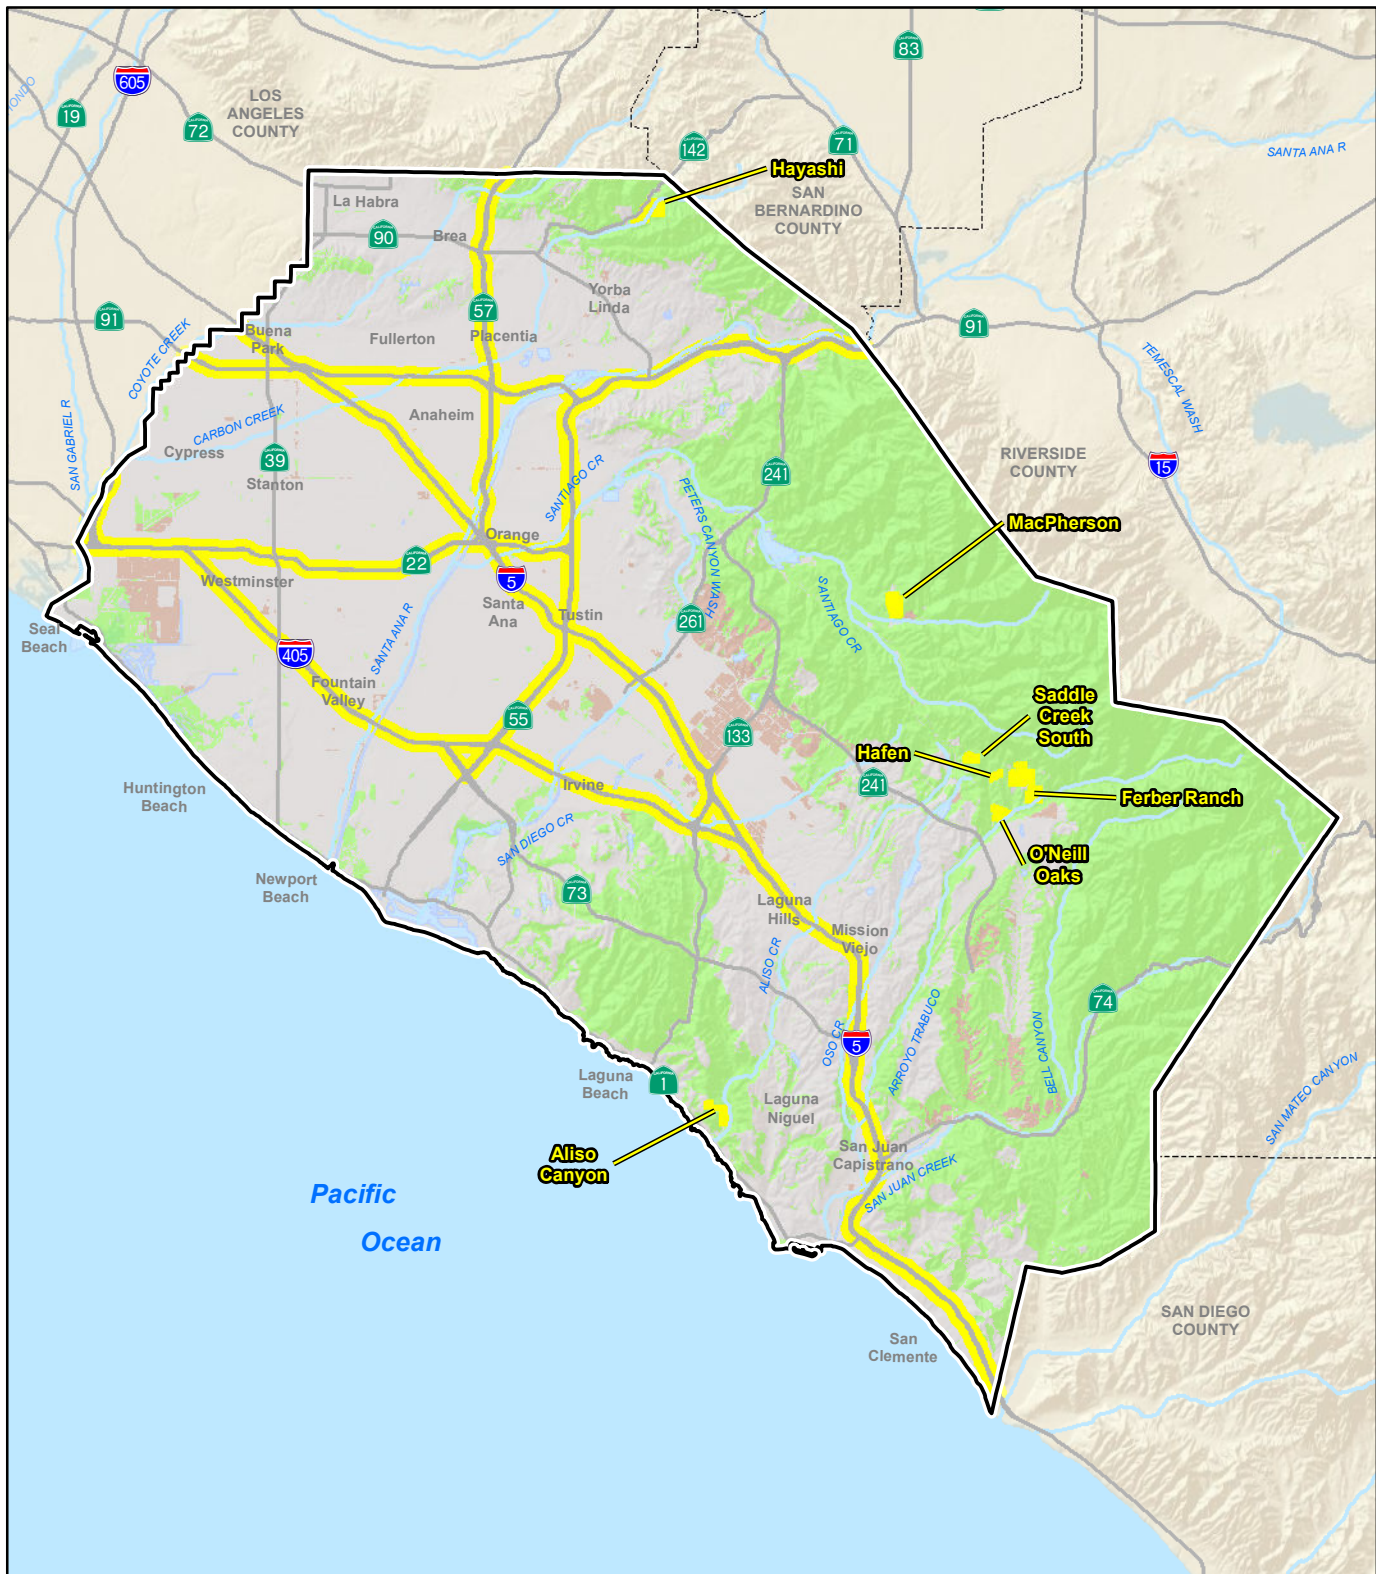 83
605
LOS
ANGELES
COUNTY
19
72
142
71
SANTA ANA R
Hayashi
SAN
BERNARDINO
COUNTY
La Habra
90
Brea
Yorba
Linda
57
91
Buena
Park
Fullerton
Placentia
91
COYOTE CREEK
TEMESCAL WASH
Anaheim
CARBON CREEK
SAN GABRIEL R
Cypress
39
Stanton
SANTIAGO CR
241
PETERS CANYON WASH
RIVERSIDE
COUNTY
15
MacPherson
Orange
22
Westminster
5
Santa
Ana
Tustin
261
S SANTIAGO CR
Seal
Beach
SANTA ANA R
405
Fountain
Valley
55
133
Saddle
Creek
South
Hafen
241
Ferber Ranch
Huntington
Beach
Irvine
SAN DIEGO CR
O'Neill
Oaks
Newport
Beach
73
Laguna
Hills
Mission
Viejo
ALISO CR
74
OSO CR
5
ARROYO TRABUCO
BELL CANYON
Laguna
Beach
1
Laguna
Niguel
SAN MATEO CANYON
Aliso
Canyon
San Juan
Capistrano
SAN JUAN CREEK
Pacific
Ocean
SAN DIEGO
COUNTY
San
Clemente